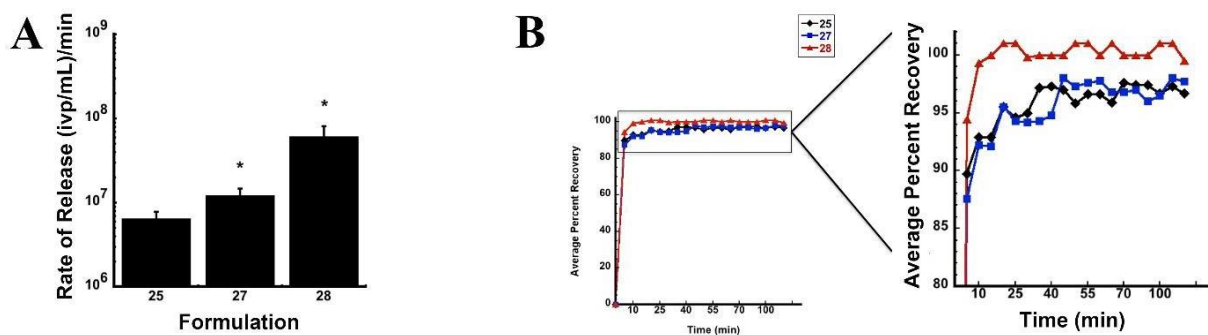 A
Rate of Release (ivp/mL)/min
10⁹
10⁸
10⁷
10⁶
25 27 28
Formulation
B
25
27
28
Average Percent Recovery
100
80
60
40
20
0
10 25 40 55 70 100
Time (min)
Average Percent Recovery
100
95
90
85
80
10 25 40 55 70 100
Time (min)
* 
*